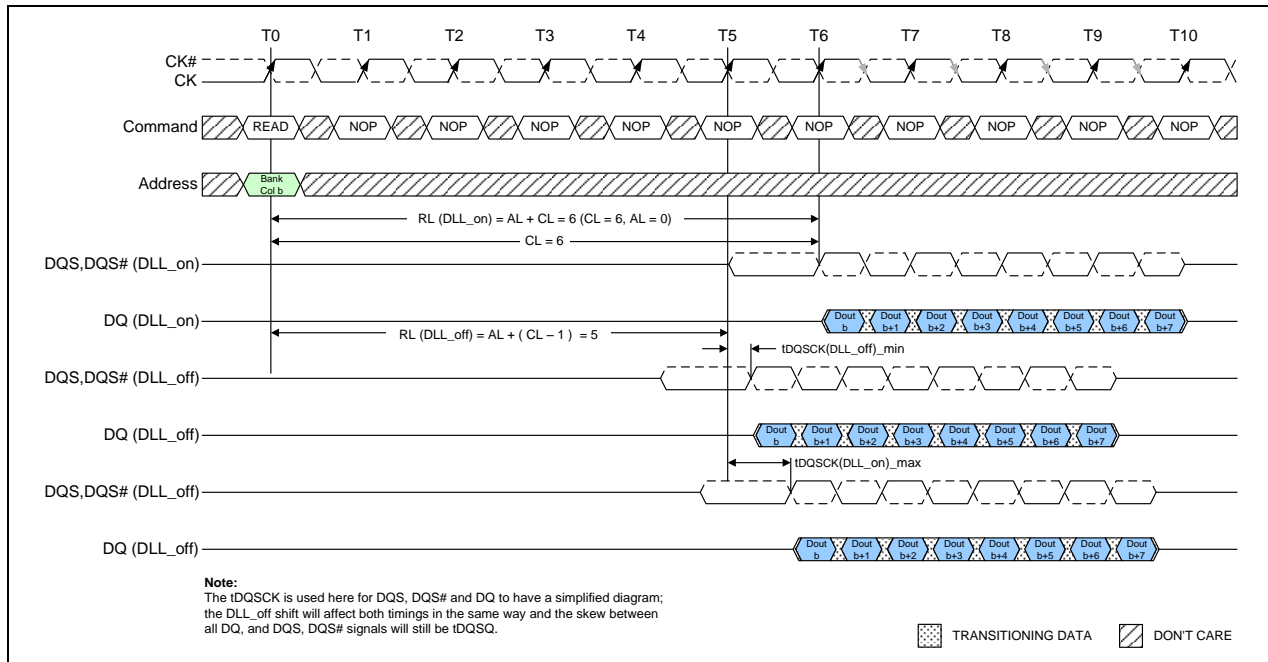 T0 T1 T2 T3 T4 T5 T6 T7 T8 T9 T10
CK#
CK
Command READ NOP NOP NOP NOP NOP NOP NOP NOP NOP NOP
Address Bank
Col b
RL (DLL_on) = AL + CL = 6 (CL = 6, AL = 0)
CL = 6
DQS,DQS# (DLL_on)
DQ (DLL_on) Dout Dout Dout Dout Dout Dout Dout Dout
b b+1 b+2 b+3 b+4 b+5 b+6 b+7
RL (DLL_off) = AL + ( CL – 1 ) = 5
tDQSCK(DLL_off)_min
DQS,DQS# (DLL_off)
DQ (DLL_off) Dout Dout Dout Dout Dout Dout Dout Dout
b b+1 b+2 b+3 b+4 b+5 b+6 b+7
tDQSCK(DLL_on)_max
DQS,DQS# (DLL_off)
DQ (DLL_off) Dout Dout Dout Dout Dout Dout Dout Dout
b b+1 b+2 b+3 b+4 b+5 b+6 b+7
Note:
The tDQSCK is used here for DQS, DQS# and DQ to have a simplified diagram;
the DLL_off shift will affect both timings in the same way and the skew between
all DQ, and DQS, DQS# signals will still be tDQSQ.
TRANSITIONING DATA DON'T CARE